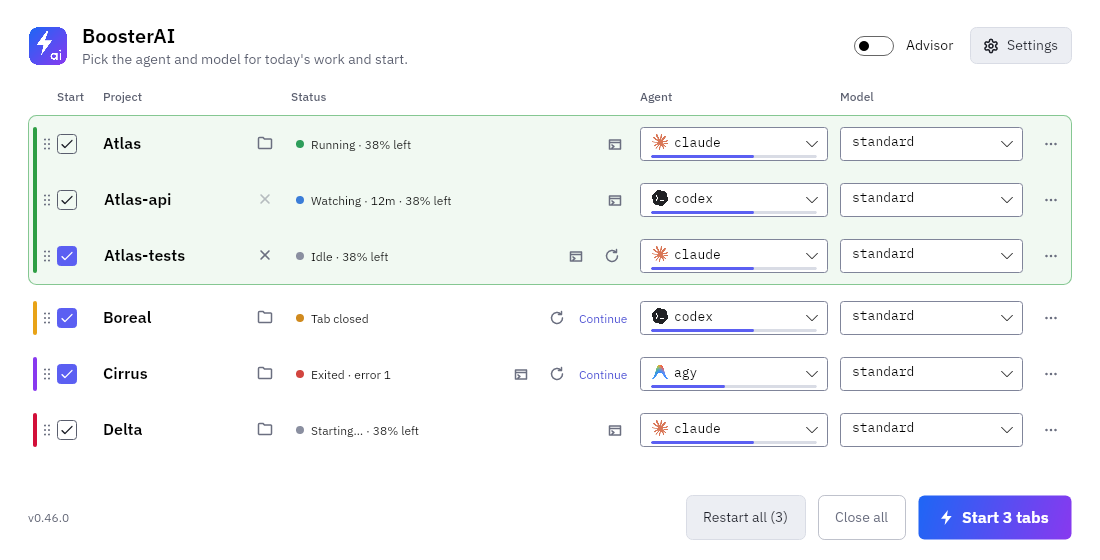 ai
BoosterAI
Pick the agent and model for today's work and start.
Advisor
Settings
Start Project Status Agent Model
Atlas Running · 38% left claude standard
Atlas-api Watching · 12m · 38% left codex standard
Atlas-tests Idle · 38% left claude standard
Boreal Tab closed Continue codex standard
Cirrus Exited · error 1 Continue agy standard
Delta Starting... · 38% left claude standard
v0.46.0 Restart all (3) Close all Start 3 tabs